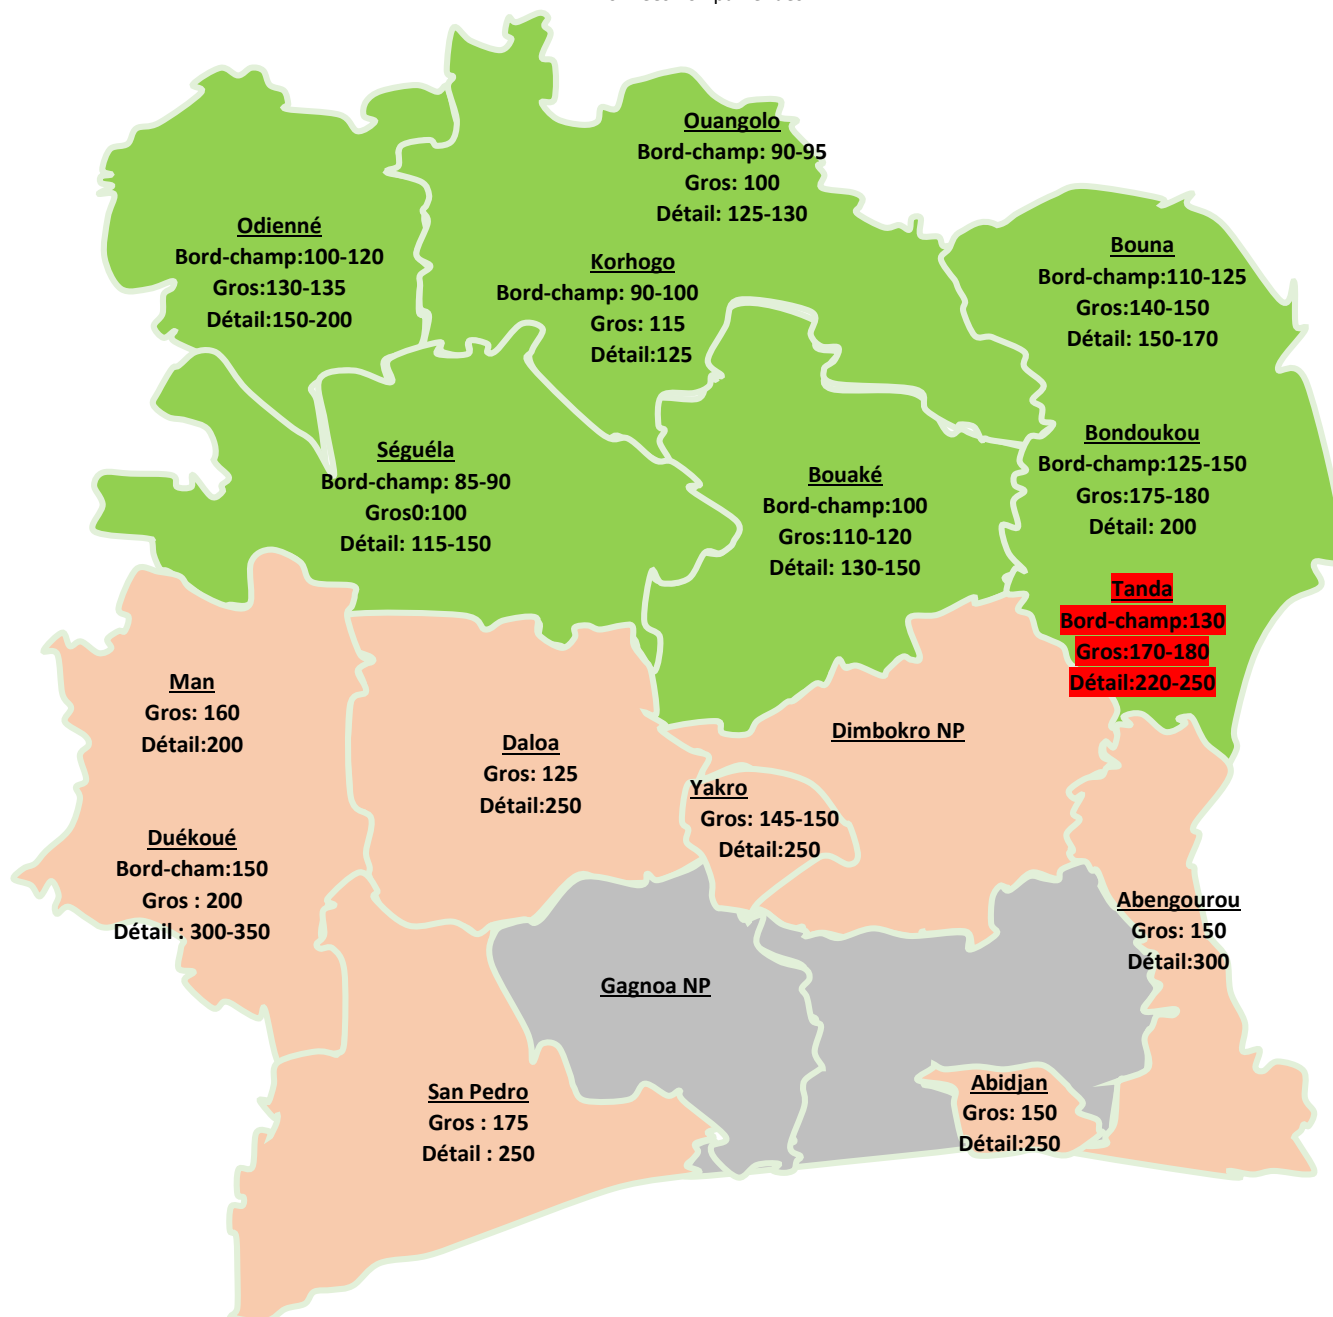 Ouangolo
Bord-champ: 90-95
Gros: 100
Détail: 125-130
Odienné
Bord-champ:100-120
Gros:130-135
Détail:150-200
Korhogo
Bord-champ: 90-100
Gros: 115
Détail:125
Bouna
Bord-champ:110-125
Gros:140-150
Détail: 150-170
Séguéla
Bord-champ: 85-90
Gros0:100
Détail: 115-150
Bouaké
Bord-champ:100
Gros:110-120
Détail: 130-150
Bondoukou
Bord-champ:125-150
Gros:175-180
Détail: 200
Tanda
Bord-champ:130
Gros:170-180
Détail:220-250
Man
Gros: 160
Détail:200
Daloa
Gros: 125
Détail:250
Dimbokro NP
Yakro
Gros: 145-150
Détail:250
Duékoué
Bord-cham:150
Gros : 200
Détail : 300-350
Abengourou
Gros: 150
Détail:300
Gagnoa NP
San Pedro
Gros : 175
Détail : 250
Abidjan
Gros: 150
Détail:250